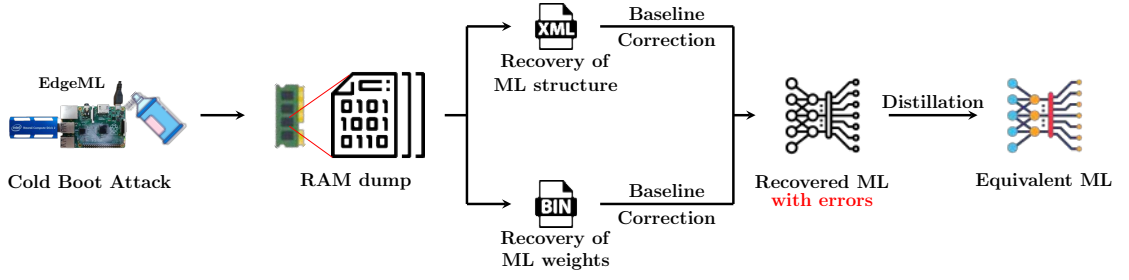 EdgeML
Cold Boot Attack
0101
1001
0110
RAM dump
XML
Recovery of
ML structure
Baseline
Correction
BIN
Recovery of
ML weights
Baseline
Correction
Recovered ML
with errors
Distillation
Equivalent ML